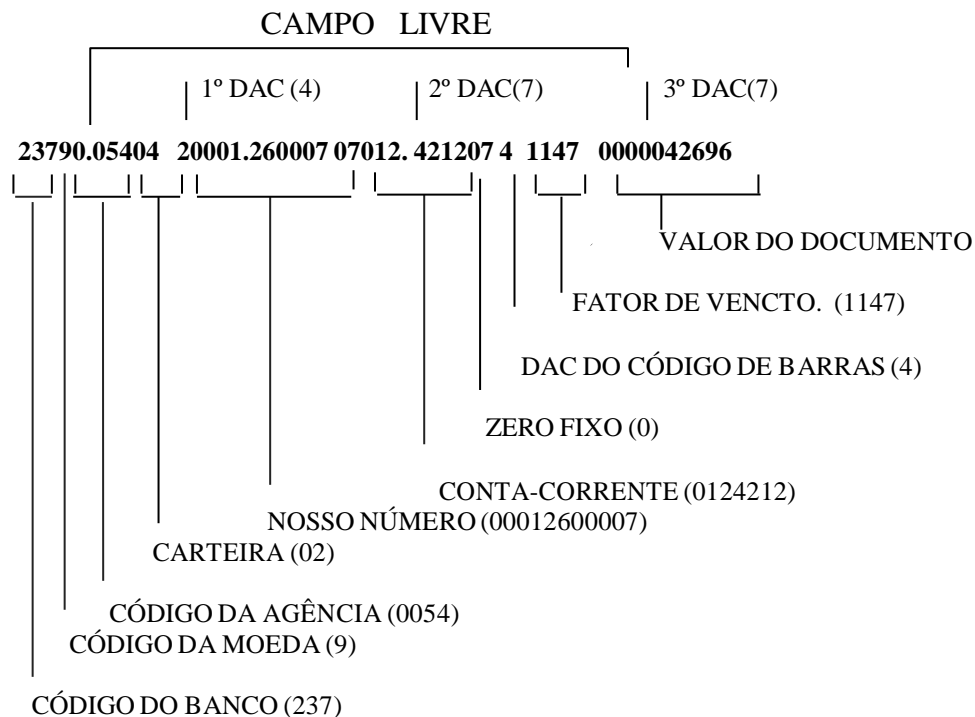 CAMPO LIVRE
1º DAC (4) 2º DAC(7) 3º DAC(7)
23790.05404 20001.260007 07012. 421207 4 1147 0000042696
VALOR DO DOCUMENTO
FATOR DE VENCTO. (1147)
DAC DO CÓDIGO DE BARRAS (4)
ZERO FIXO (0)
CONTA-CORRENTE (0124212)
NOSSO NÚMERO (00012600007)
CARTEIRA (02)
CÓDIGO DA AGÊNCIA (0054)
CÓDIGO DA MOEDA (9)
CÓDIGO DO BANCO (237)